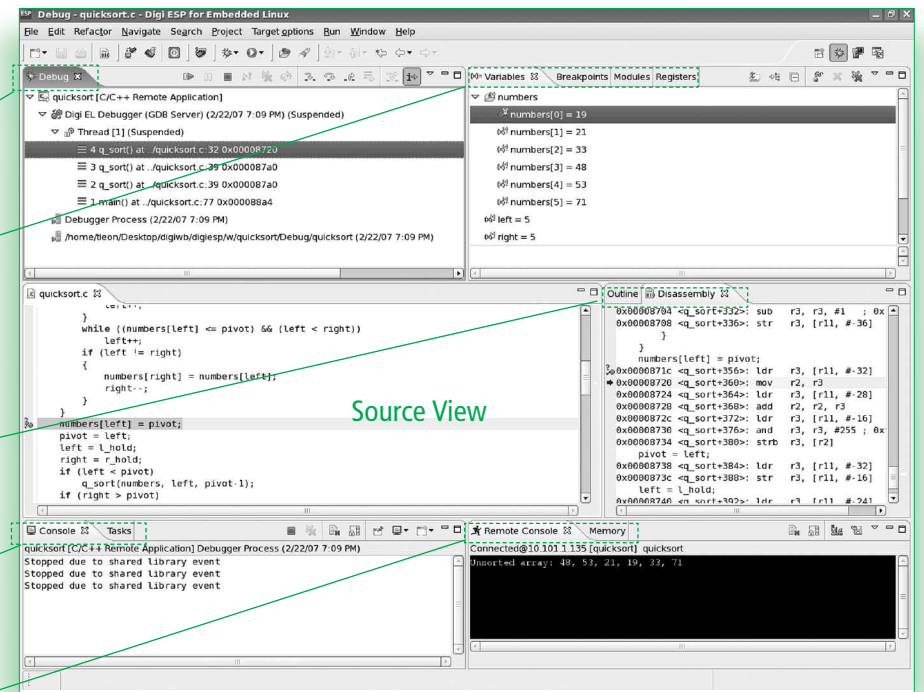 Debug - quicksort.c - Digi ESP for Embedded Linux
File Edit Refactor Navigate Search Project Target options Run Window Help
Debug
quicksort [C/C++ Remote Application]
Digi EL Debugger (GDB Server) (2/22/07 7:09 PM) (Suspended)
Thread [1] (Suspended)
4 q_sort() at ../quicksort.c:32 0x00008720
3 q_sort() at ../quicksort.c:39 0x000087a0
2 q_sort() at ../quicksort.c:39 0x000087a0
1 main() at ../quicksort.c:77 0x000088a4
Debugger Process (2/22/07 7:09 PM)
/home/tleon/Desktop/digiwb/digiesp/w/quicksort/Debug/quicksort (2/22/07 7:09 PM)
Variables Breakpoints Modules Registers
numbers
numbers[0] = 19
numbers[1] = 21
numbers[2] = 33
numbers[3] = 48
numbers[4] = 53
numbers[5] = 71
left = 5
right = 5
quicksort.c
left++;
}
while ((numbers[left] <= pivot) && (left < right))
left++;
if (left != right)
{
numbers[right] = numbers[left];
right--;
}
}
numbers[left] = pivot;
pivot = left;
left = l_hold;
right = r_hold;
if (left < pivot)
q_sort(numbers, left, pivot-1);
if (right > pivot)
Source View
Outline Disassembly
0x00008704 <q_sort+332>: sub r3, r3, #1 ; 0x
0x00008708 <q_sort+336>: str r3, [r11, #-36]
}
}
numbers[left] = pivot;
0x0000871c <q_sort+356>: ldr r3, [r11, #-32]
0x00008720 <q_sort+360>: mov r2, r3
0x00008724 <q_sort+364>: ldr r3, [r11, #-28]
0x00008728 <q_sort+368>: add r2, r2, r3
0x0000872c <q_sort+372>: ldr r3, [r11, #-16]
0x00008730 <q_sort+376>: and r3, r3, #255 ; 0x
0x00008734 <q_sort+380>: strb r3, [r2]
pivot = left;
0x00008738 <q_sort+384>: ldr r3, [r11, #-32]
0x0000873c <q_sort+388>: str r3, [r11, #-16]
left = l_hold;
0x00008740 <q_sort+392>: ldr r3, [r11, #-24]
Console Tasks
quicksort [C/C++ Remote Application] Debugger Process (2/22/07 7:09 PM)
Stopped due to shared library event
Stopped due to shared library event
Stopped due to shared library event
Remote Console Memory
Connected@10.101.1.135 [quicksort] quicksort
Unsorted array: 48, 53, 21, 19, 33, 71